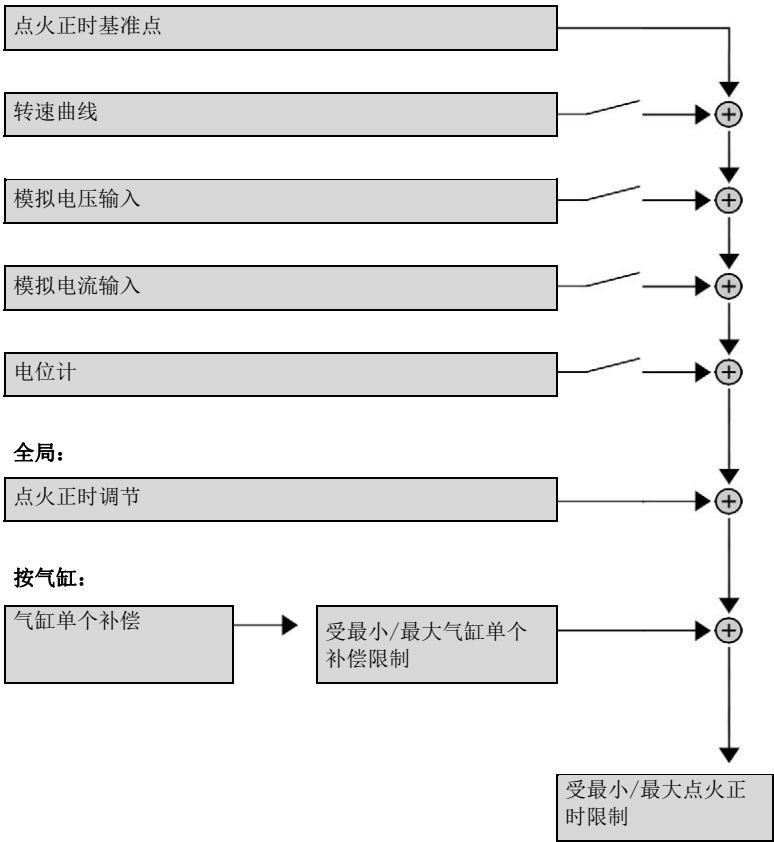 点火正时基准点
转速曲线
模拟电压输入
模拟电流输入
电位计
全局：
点火正时调节
按气缸：
气缸单个补偿
受最小/最大气缸单个
补偿限制
受最小/最大点火正
时限制